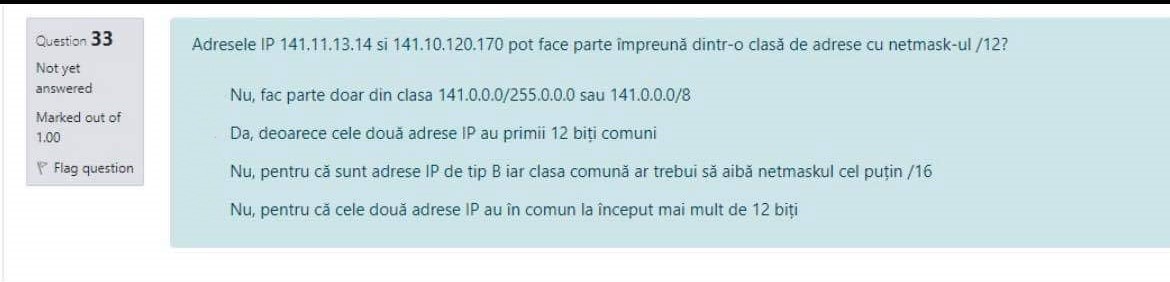 Question 33
Not yet
answered
Marked out of
1.00
Flag question
Adresele IP 141.11.13.14 si 141.10.120.170 pot face parte împreună dintr-o clasă de adrese cu netmask-ul /12?
Nu, fac parte doar din clasa 141.0.0.0/255.0.0.0 sau 141.0.0.0/8
Da, deoarece cele două adrese IP au primii 12 biți comuni
Nu, pentru că sunt adrese IP de tip B iar clasa comună ar trebui să aibă netmaskul cel puțin /16
Nu, pentru că cele două adrese IP au în comun la început mai mult de 12 biți